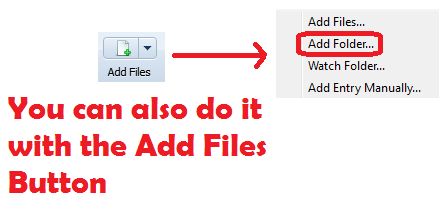 Add Files...
Add Folder...
Watch Folder...
Add Entry Manually...
Add Files
You can also do it
with the Add Files
Button